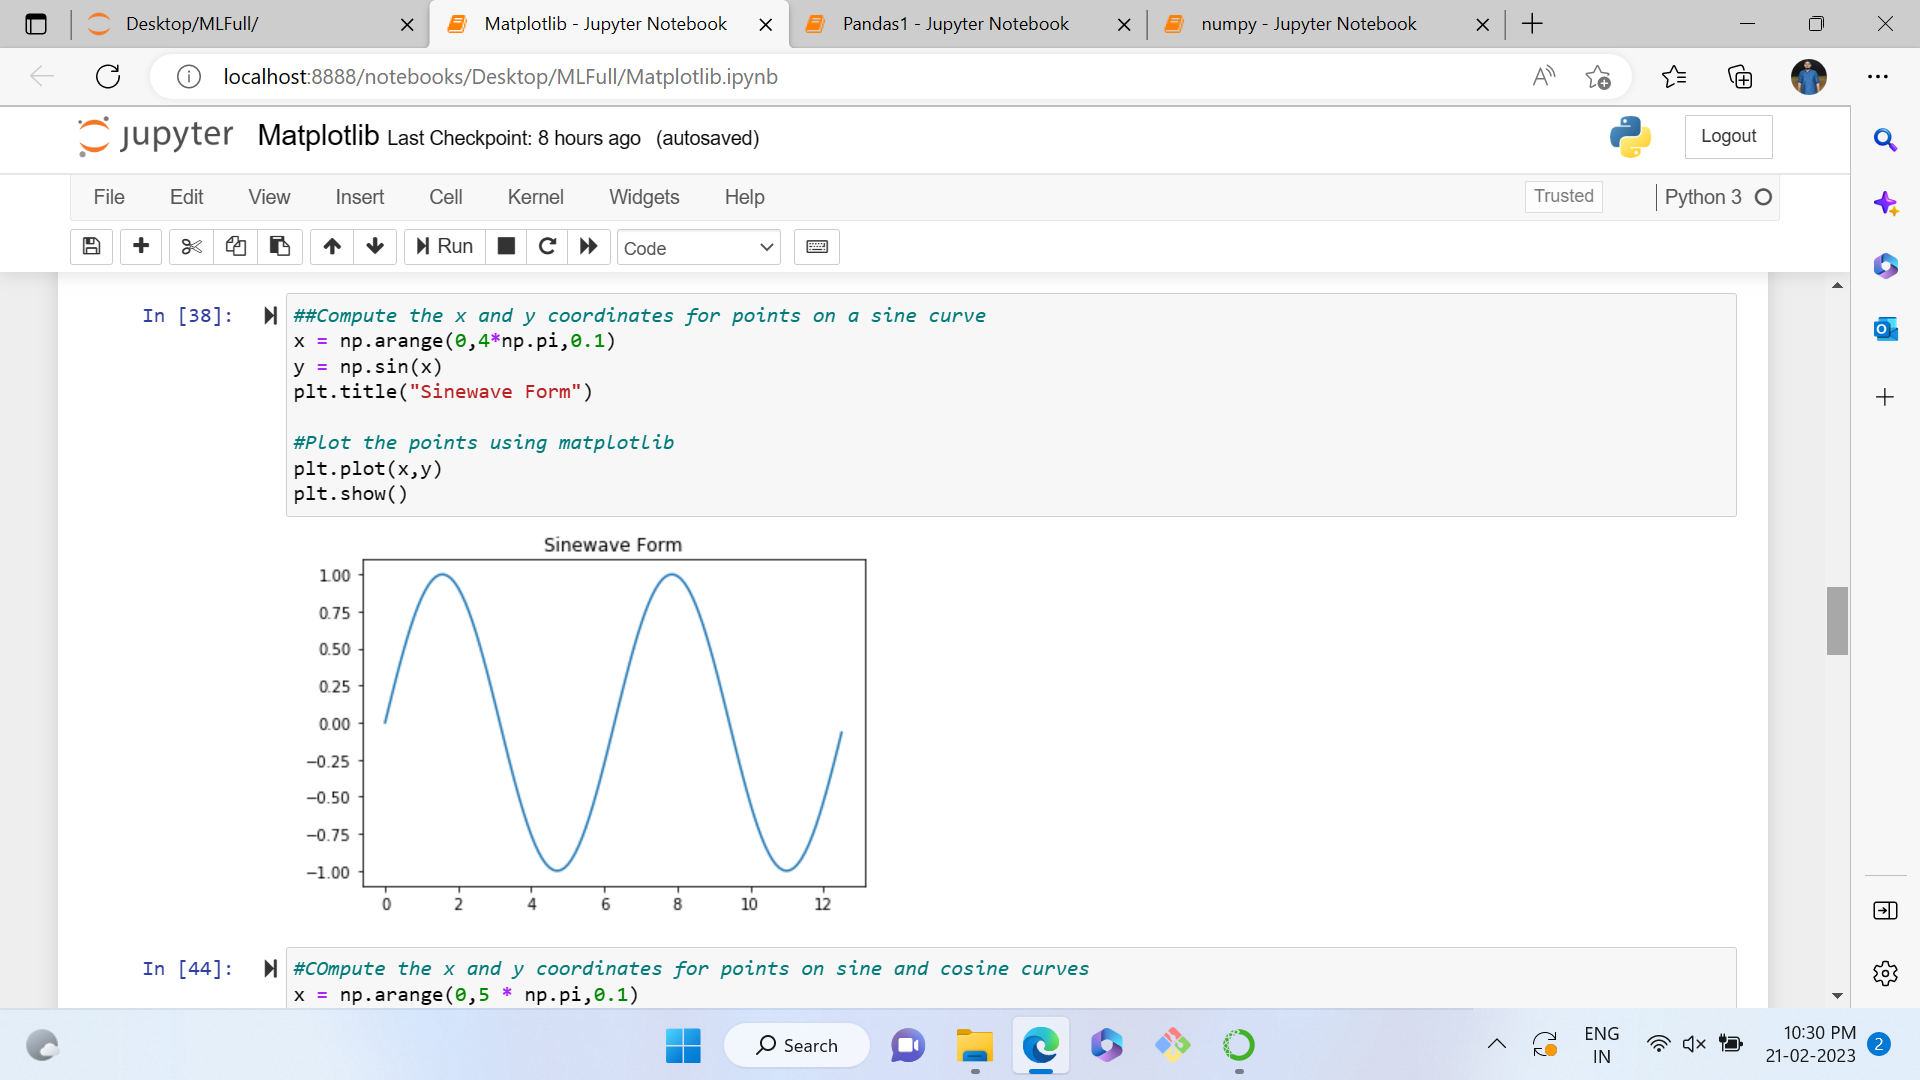 Desktop/MLFull/
Matplotlib - Jupyter Notebook
Pandas1 - Jupyter Notebook
numpy - Jupyter Notebook
localhost:8888/notebooks/Desktop/MLFull/Matplotlib.ipynb
jupyter Matplotlib Last Checkpoint: 8 hours ago (autosaved)
Logout
File Edit View Insert Cell Kernel Widgets Help
Trusted
Python 3
Run
Code
In [38]:
##Compute the x and y coordinates for points on a sine curve
x = np.arange(0,4*np.pi,0.1)
y = np.sin(x)
plt.title("Sinewave Form")
#Plot the points using matplotlib
plt.plot(x,y)
plt.show()
Sinewave Form
1.00
0.75
0.50
0.25
0.00
−0.25
−0.50
−0.75
−1.00
0 2 4 6 8 10 12
In [44]:
#COmpute the x and y coordinates for points on sine and cosine curves
x = np.arange(0,5 * np.pi,0.1)
Search
ENG
IN
10:30 PM
21-02-2023
2